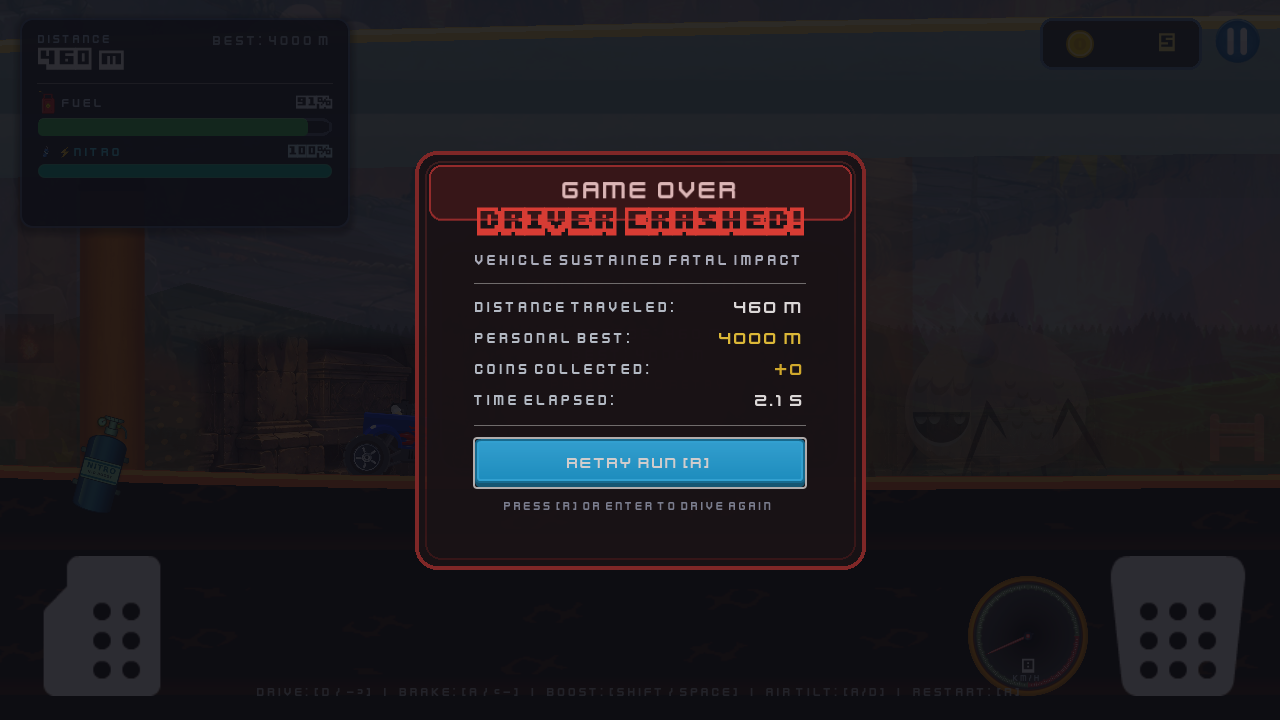 DISTANCE
BEST: 4000 M
460 M
5
FUEL
91%
NITRO
100%
GAME OVER
DRIVER CRASHED!
VEHICLE SUSTAINED FATAL IMPACT
DISTANCE TRAVELED: 460 M
PERSONAL BEST: 4000 M
COINS COLLECTED: +0
TIME ELAPSED: 2.1 S
NITRO
RETRY RUN [R]
PRESS [R] OR ENTER TO DRIVE AGAIN
KM/H
DRIVE: [D / →] | BRAKE: [A / ←] | BOOST: [SHIFT / SPACE] | AIR TILT: [A/D] | RESTART: [R]